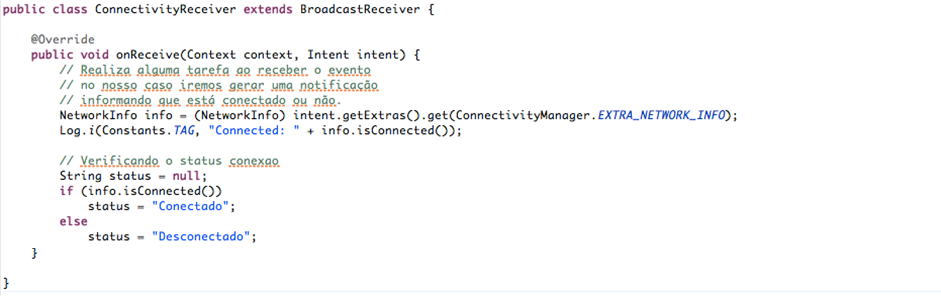 public class ConnectivityReceiver extends BroadcastReceiver {
@Override
public void onReceive(Context context, Intent intent) {
// Realiza alguma tarefa ao receber o evento
// no nosso caso iremos gerar uma notificação
// informando que está conectado ou não.
NetworkInfo info = (NetworkInfo) intent.getExtras().get(ConnectivityManager.EXTRA_NETWORK_INFO);
Log.i(Constants.TAG, "Connected: " + info.isConnected());
// Verificando o status conexao
String status = null;
if (info.isConnected())
status = "Conectado";
else
status = "Desconectado";
}
}